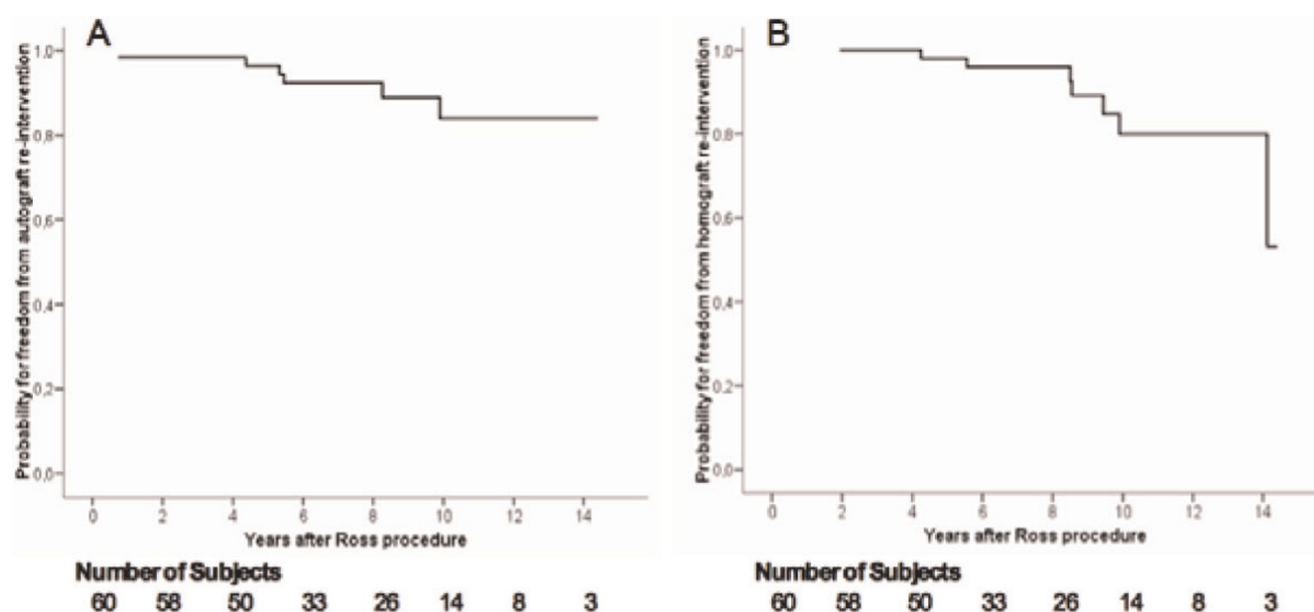 A
Probability for freedom from autograft re-intervention
1,0
0,8
0,6
0,4
0,2
0,0
0 2 4 6 8 10 12 14
Years after Ross procedure
Number of Subjects
60 58 50 33 26 14 8 3
B
Probability for freedom from homograft re-intervention
1,0
0,8
0,6
0,4
0,2
0,0
0 2 4 6 8 10 12 14
Years after Ross procedure
Number of Subjects
60 58 50 33 26 14 8 3